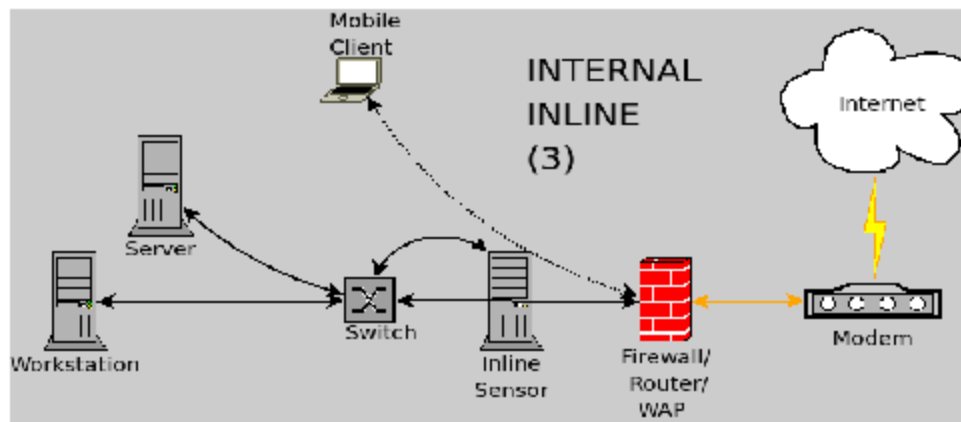 Mobile
Client
INTERNAL
INLINE
(3)
Internet
Server
Workstation
Switch
Inline
Sensor
Firewall/
Router/
WAP
Modem